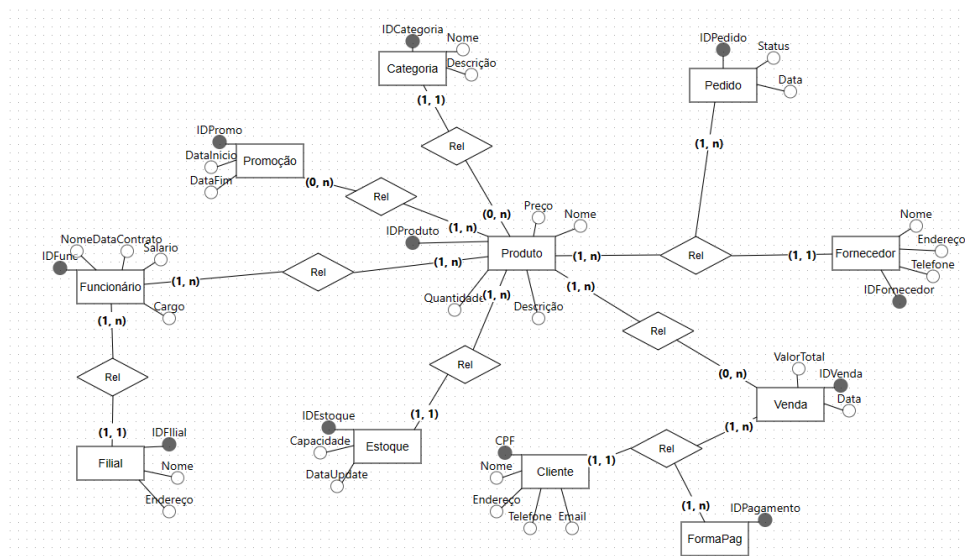 IDCategoria
Nome
Categoria
Descrição
(1, 1)
Rel
(0, n)
IDPedido
Status
Pedido
Data
(1, n)
IDPromo
DataInicio
Promoção
DataFim
(0, n)
Rel
(1, n)
Preço
Nome
IDProduto
Produto
Quantidade
Descrição
(1, n)
Rel
(1, 1)
Nome
Endereço
Fornecedor
Telefone
IDFornecedor
NomeDataContrato
Salario
IDFunc
Funcionário
Cargo
(1, n)
Rel
(1, n)
(1, n)
Rel
(1, 1)
IDFIlial
Filial
Nome
Endereço
(1, n)
Rel
(1, 1)
IDEstoque
Capacidade
Estoque
DataUpdate
(1, n)
Rel
(0, n)
ValorTotal
IDVenda
Venda
Data
(1, n)
Rel
(1, 1)
(1, n)
CPF
Nome
Cliente
Endereço
Telefone
Email
IDPagamento
FormaPag